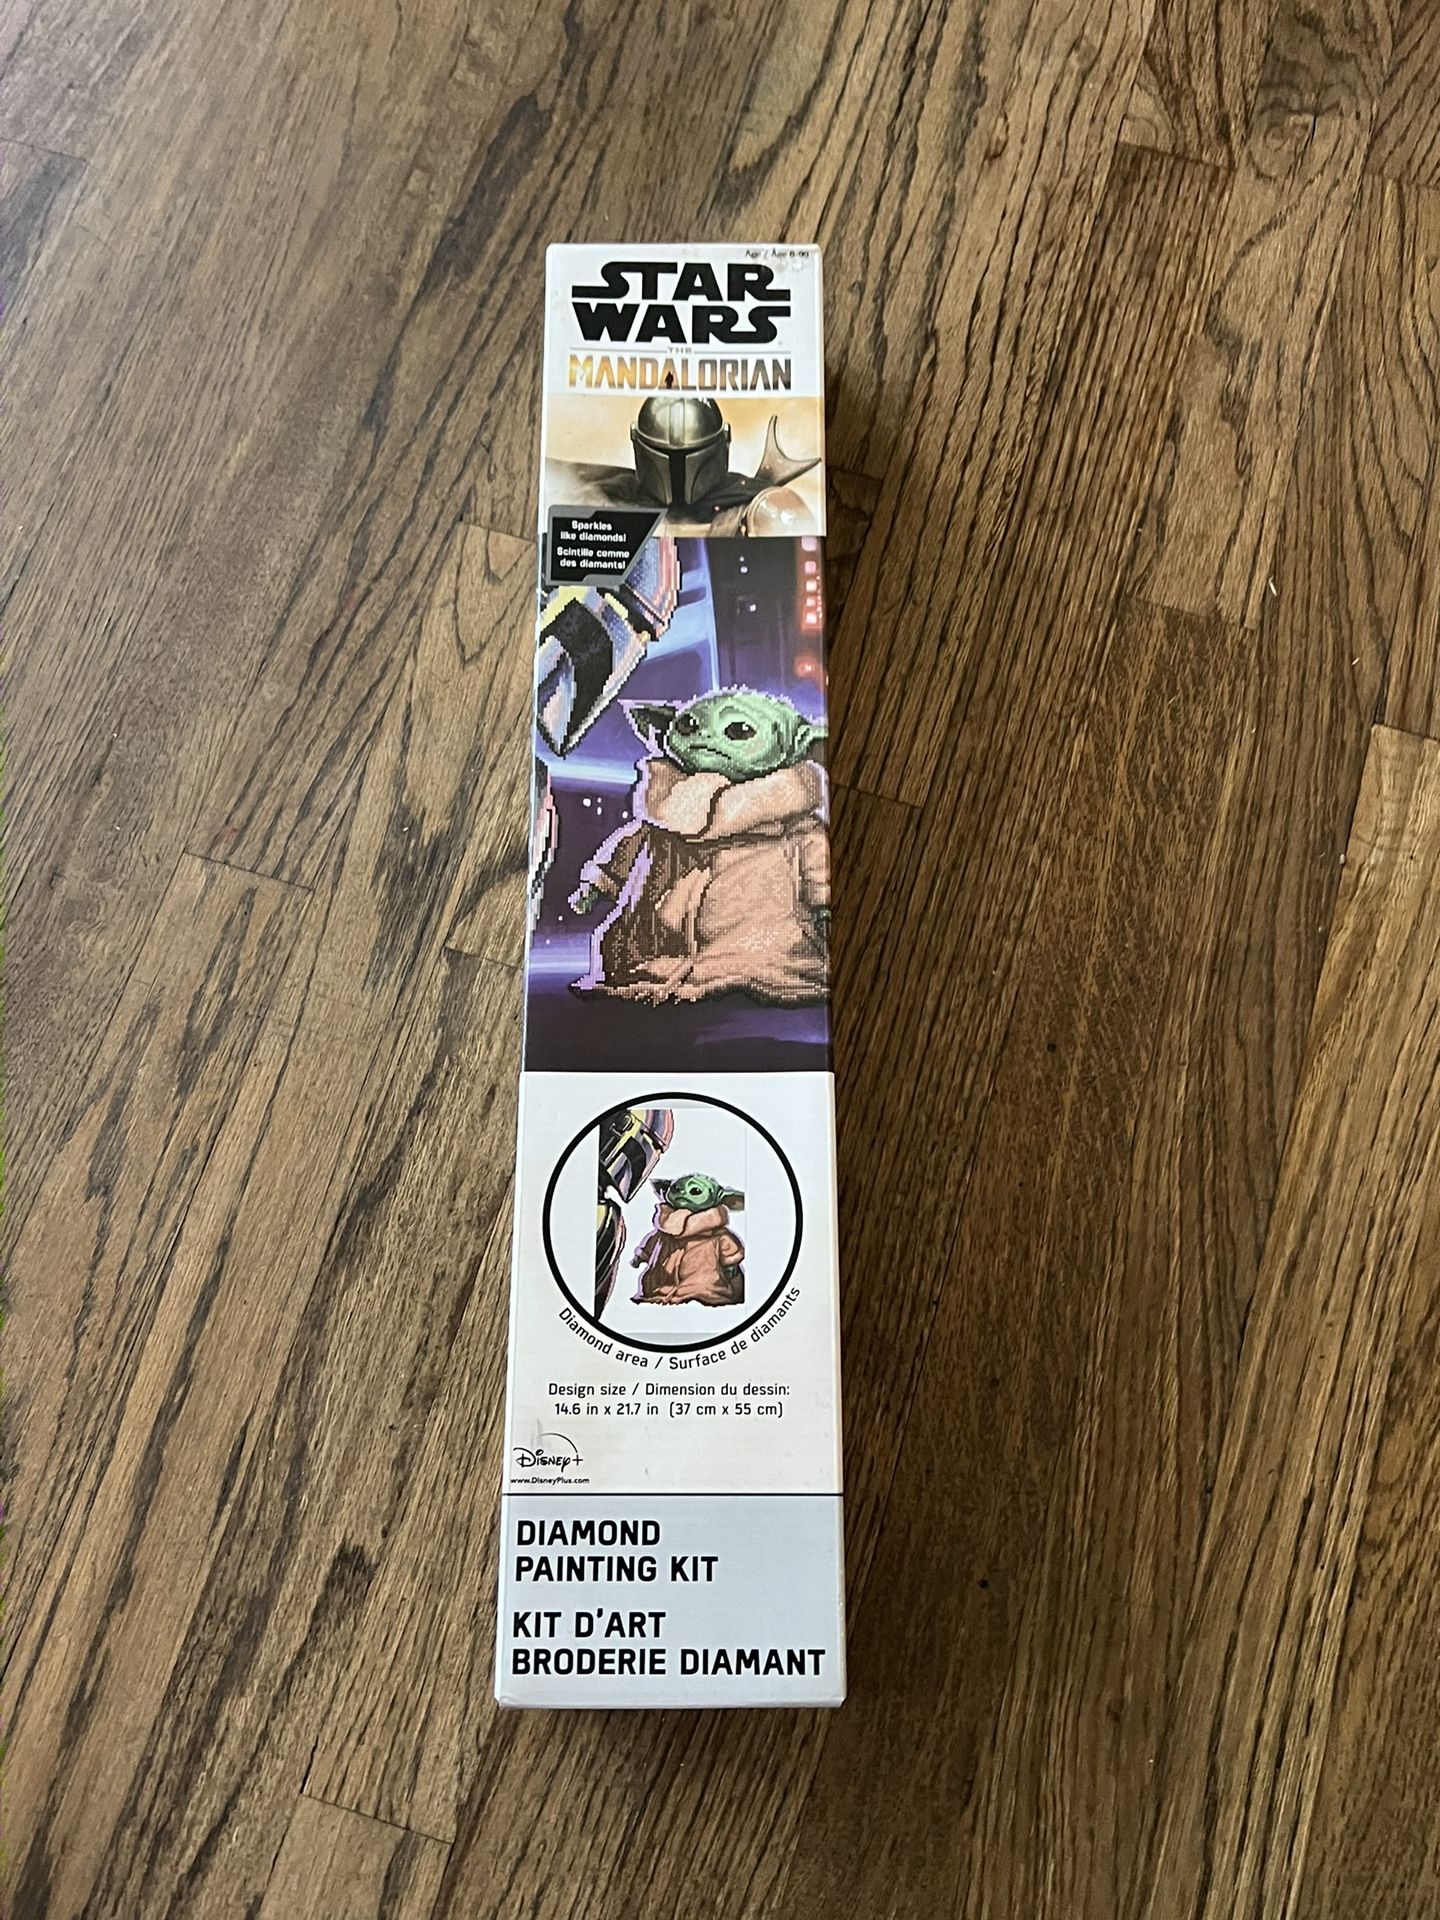 STAR
WARS
THE
MANDALORIAN
Sparkles
like diamonds!
Scintille comme
des diamants!
Diamond area / Surface de diamants
Design size / Dimension du dessin:
14.6 in x 21.7 in (37 cm x 55 cm)
Disney+
www.DisneyPlus.com
DIAMOND
PAINTING KIT
KIT D'ART
BRODERIE DIAMANT